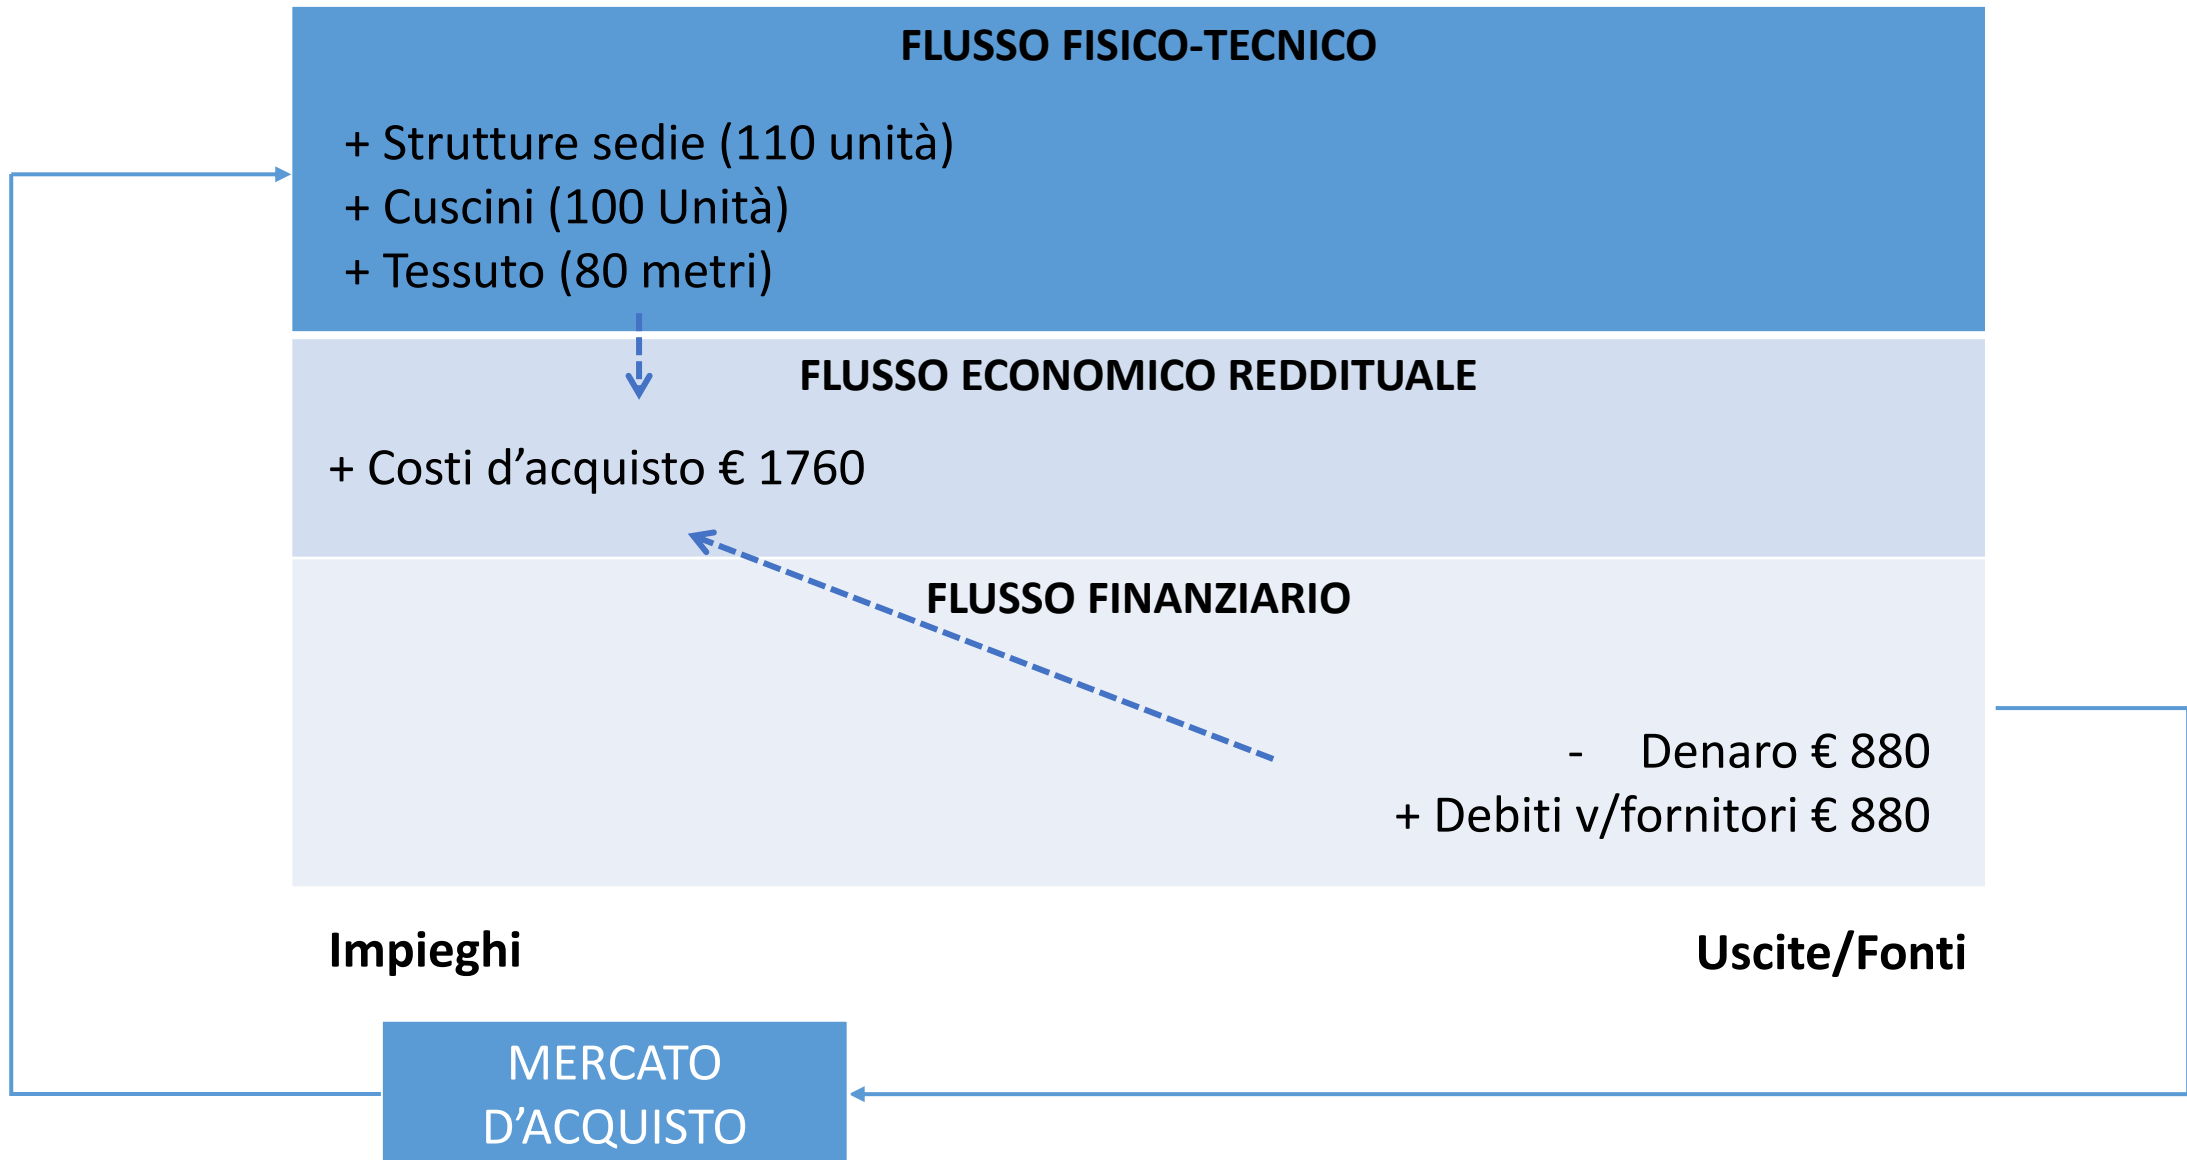 FLUSSO FISICO-TECNICO
+ Strutture sedie (110 unità)
+ Cuscini (100 Unità)
+ Tessuto (80 metri)
FLUSSO ECONOMICO REDDITUALE
+ Costi d’acquisto € 1760
FLUSSO FINANZIARIO
- Denaro € 880
+ Debiti v/fornitori € 880
Impieghi
Uscite/Fonti
MERCATO
D’ACQUISTO